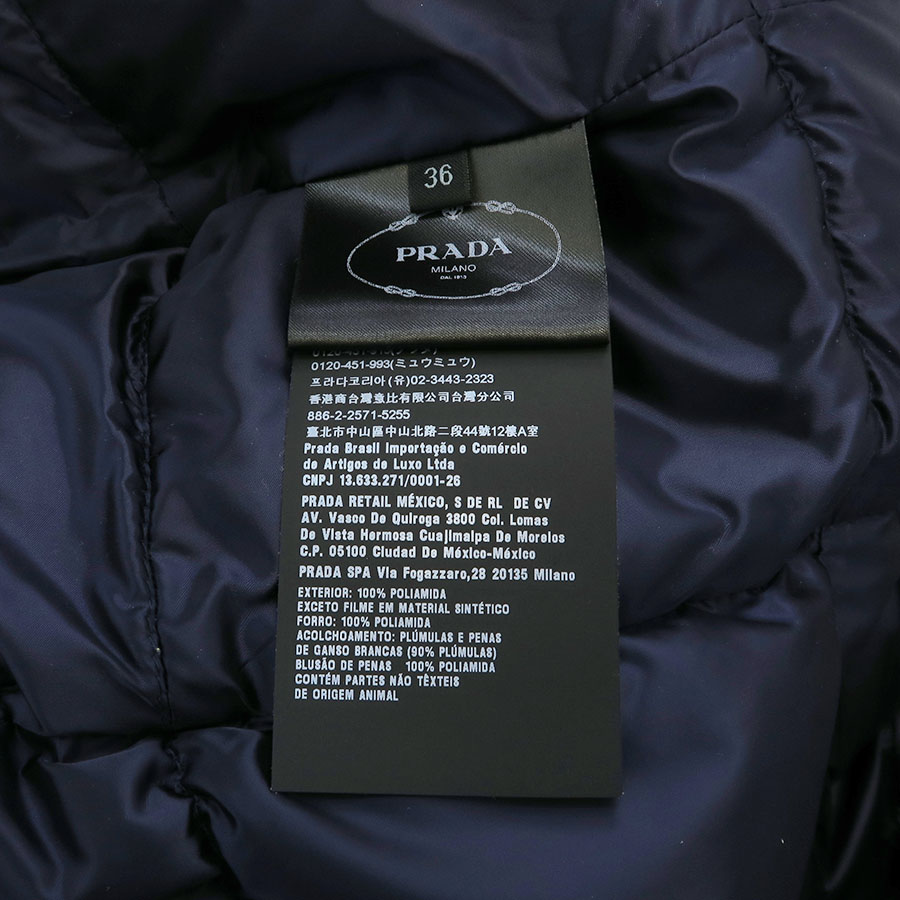 36
PRADA
MILANO
DAL 1913
0120-451-993(ミュウミュウ)
프라다코리아(유)02-3443-2323
香港商台灣意比有限公司台灣分公司
886-2-2571-5255
臺北市中山區中山北路二段44號12樓A室
Prada Brasil Importação e Comércio
de Artigos de Luxo Ltda
CNPJ 13.633.271/0001-26
PRADA RETAIL MÉXICO, S DE RL DE CV
AV. Vasco De Quiroga 3800 Col. Lomas
De Vista Hermosa Cuajimalpa De Morelos
C.P. 05100 Ciudad De México-México
PRADA SPA Via Fogazzaro,28 20135 Milano
EXTERIOR: 100% POLIAMIDA
EXCETO FILME EM MATERIAL SINTÉTICO
FORRO: 100% POLIAMIDA
ACOLCHOAMENTO: PLÚMULAS E PENAS
DE GANSO BRANCAS (90% PLÚMULAS)
BLUSÃO DE PENAS 100% POLIAMIDA
CONTÉM PARTES NÃO TÊXTEIS
DE ORIGEM ANIMAL